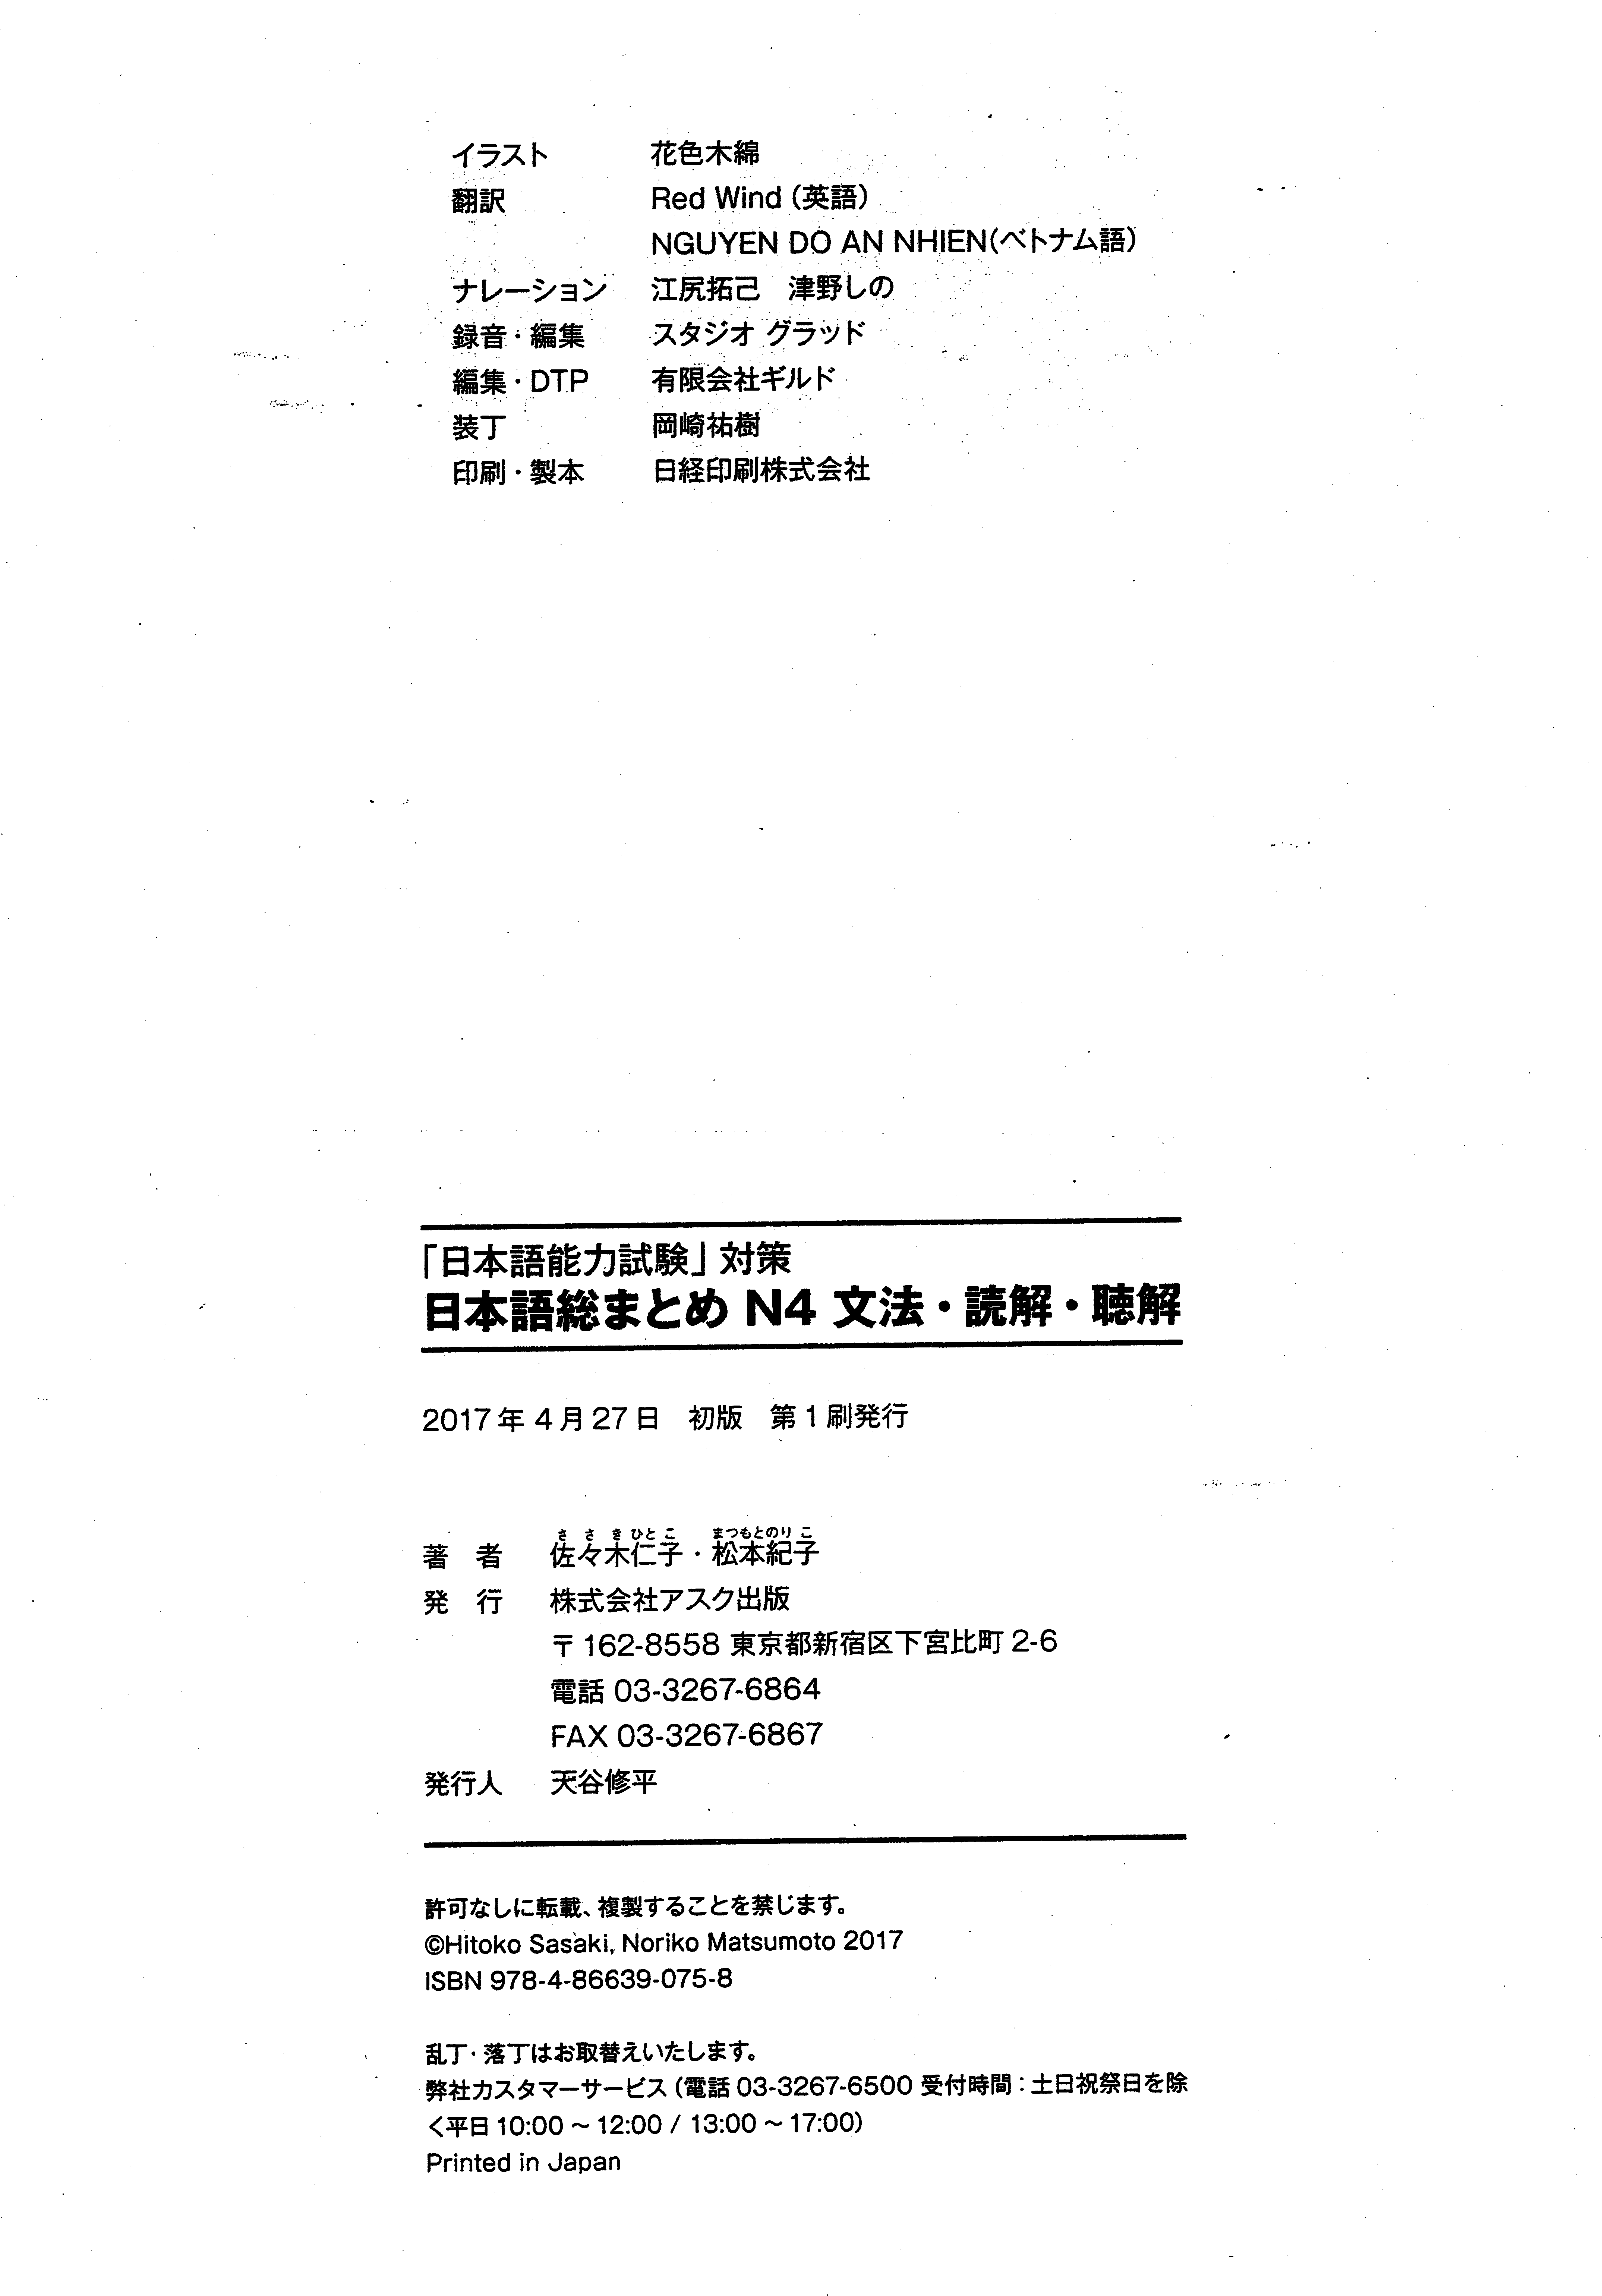 イラスト 花色木綿
翻訳 Red Wind（英語）
NGUYEN DO AN NHIEN（ベトナム語）
ナレーション 江尻拓己 津野しの
録音・編集 スタジオ グラッド
編集・DTP 有限会社ギルド
装丁 岡崎祐樹
印刷・製本 日経印刷株式会社
「日本語能力試験」対策
日本語総まとめ N4 文法・読解・聴解
2017年4月27日 初版 第1刷発行
ささきひとこ まつもとのりこ
著者 佐々木仁子・松本紀子
発行 株式会社アスク出版
〒162-8558 東京都新宿区下宮比町 2-6
電話 03-3267-6864
FAX 03-3267-6867
発行人 天谷修平
許可なしに転載、複製することを禁じます。
©Hitoko Sasaki, Noriko Matsumoto 2017
ISBN 978-4-86639-075-8
乱丁・落丁はお取替えいたします。
弊社カスタマーサービス（電話 03-3267-6500 受付時間：土日祝祭日を除
く平日 10:00 ～ 12:00 / 13:00 ～ 17:00）
Printed in Japan